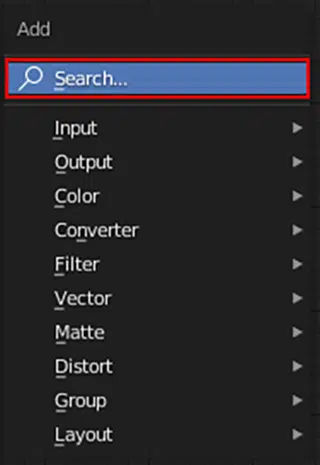 Add
Search...
Input
Output
Color
Converter
Filter
Vector
Matte
Distort
Group
Layout